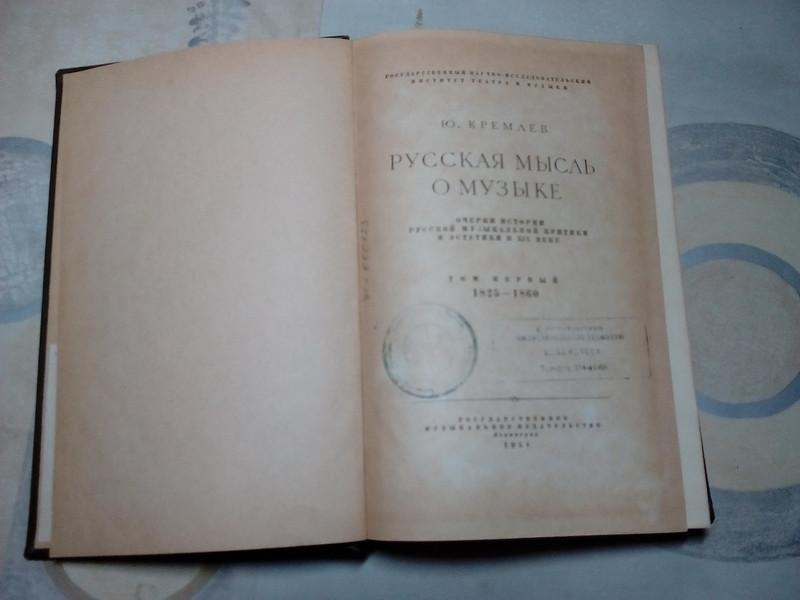 ГОСУДАРСТВЕННЫЙ НАУЧНО-ИССЛЕДОВАТЕЛЬСКИЙ
ИНСТИТУТ ТЕАТРА И МУЗЫКИ
Ю. КРЕМЛЕВ
РУССКАЯ МЫСЛЬ
О МУЗЫКЕ
ОЧЕРКИ ИСТОРИИ
РУССКОЙ МУЗЫКАЛЬНОЙ КРИТИКИ
И ЭСТЕТИКИ В XIX ВЕКЕ
ТОМ ПЕРВЫЙ
1825—1860
ГОСУДАРСТВЕННОЕ
МУЗЫКАЛЬНОЕ ИЗДАТЕЛЬСТВО
Ленинград
1954